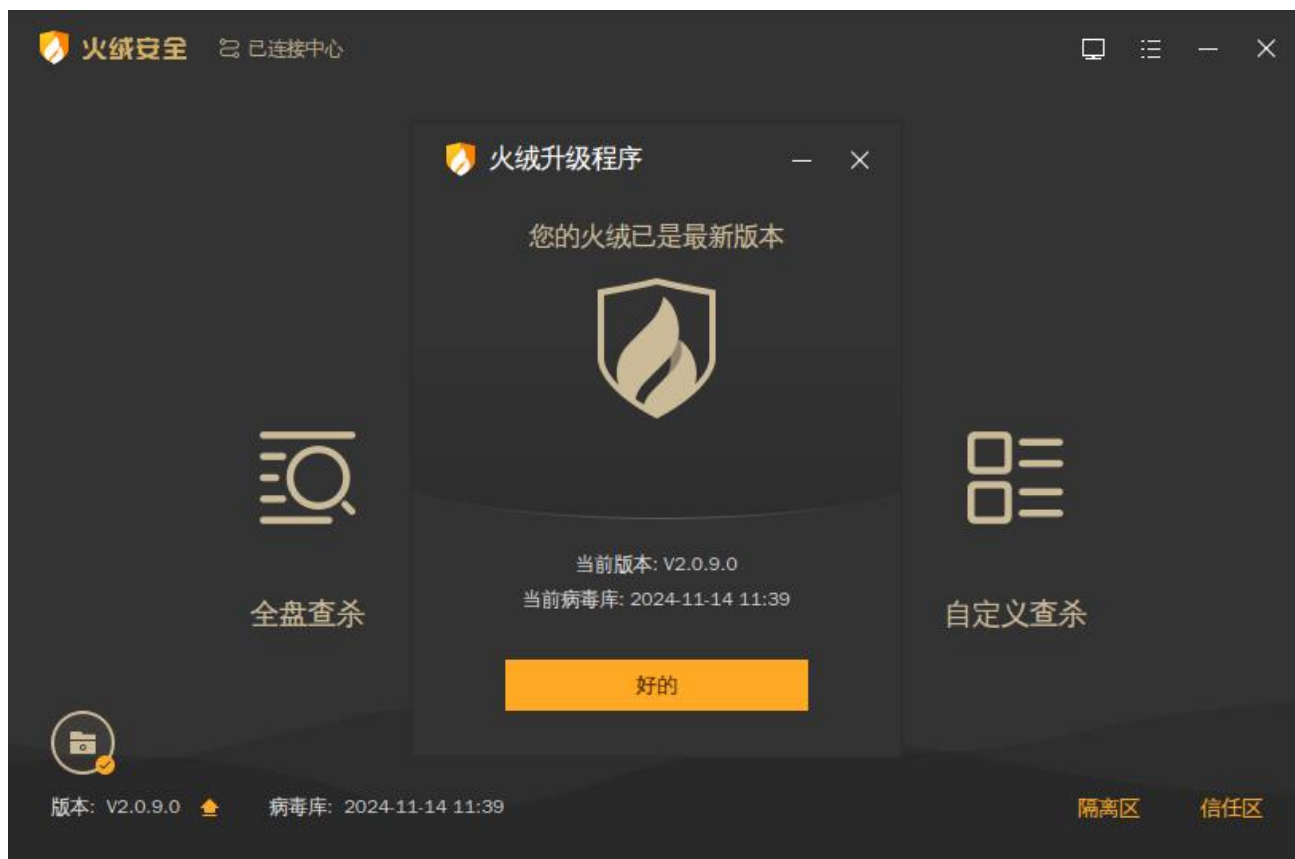 火绒安全 已连接中心
火绒升级程序
您的火绒已是最新版本
当前版本: V2.0.9.0
当前病毒库: 2024-11-14 11:39
好的
全盘查杀
自定义查杀
版本: V2.0.9.0 病毒库: 2024-11-14 11:39 隔离区 信任区